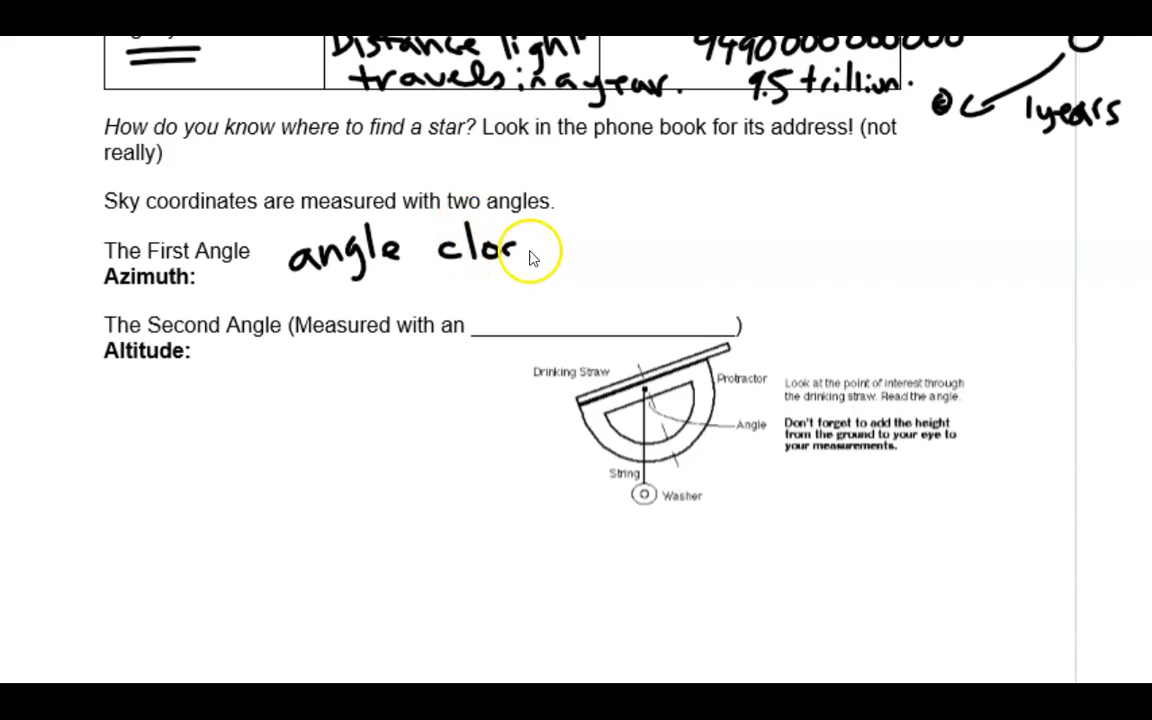 Distance light
9490000000000
travels in a year.
9.5 trillion.
1years
How do you know where to find a star? Look in the phone book for its address! (not
really)
Sky coordinates are measured with two angles.
The First Angle
angle cloc
Azimuth:
The Second Angle (Measured with an ______________________)
Altitude:
Drinking Straw
Protractor
Look at the point of interest through
the drinking straw. Read the angle.
Angle
Don't forget to add the height
from the ground to your eye to
your measurements.
String
Washer